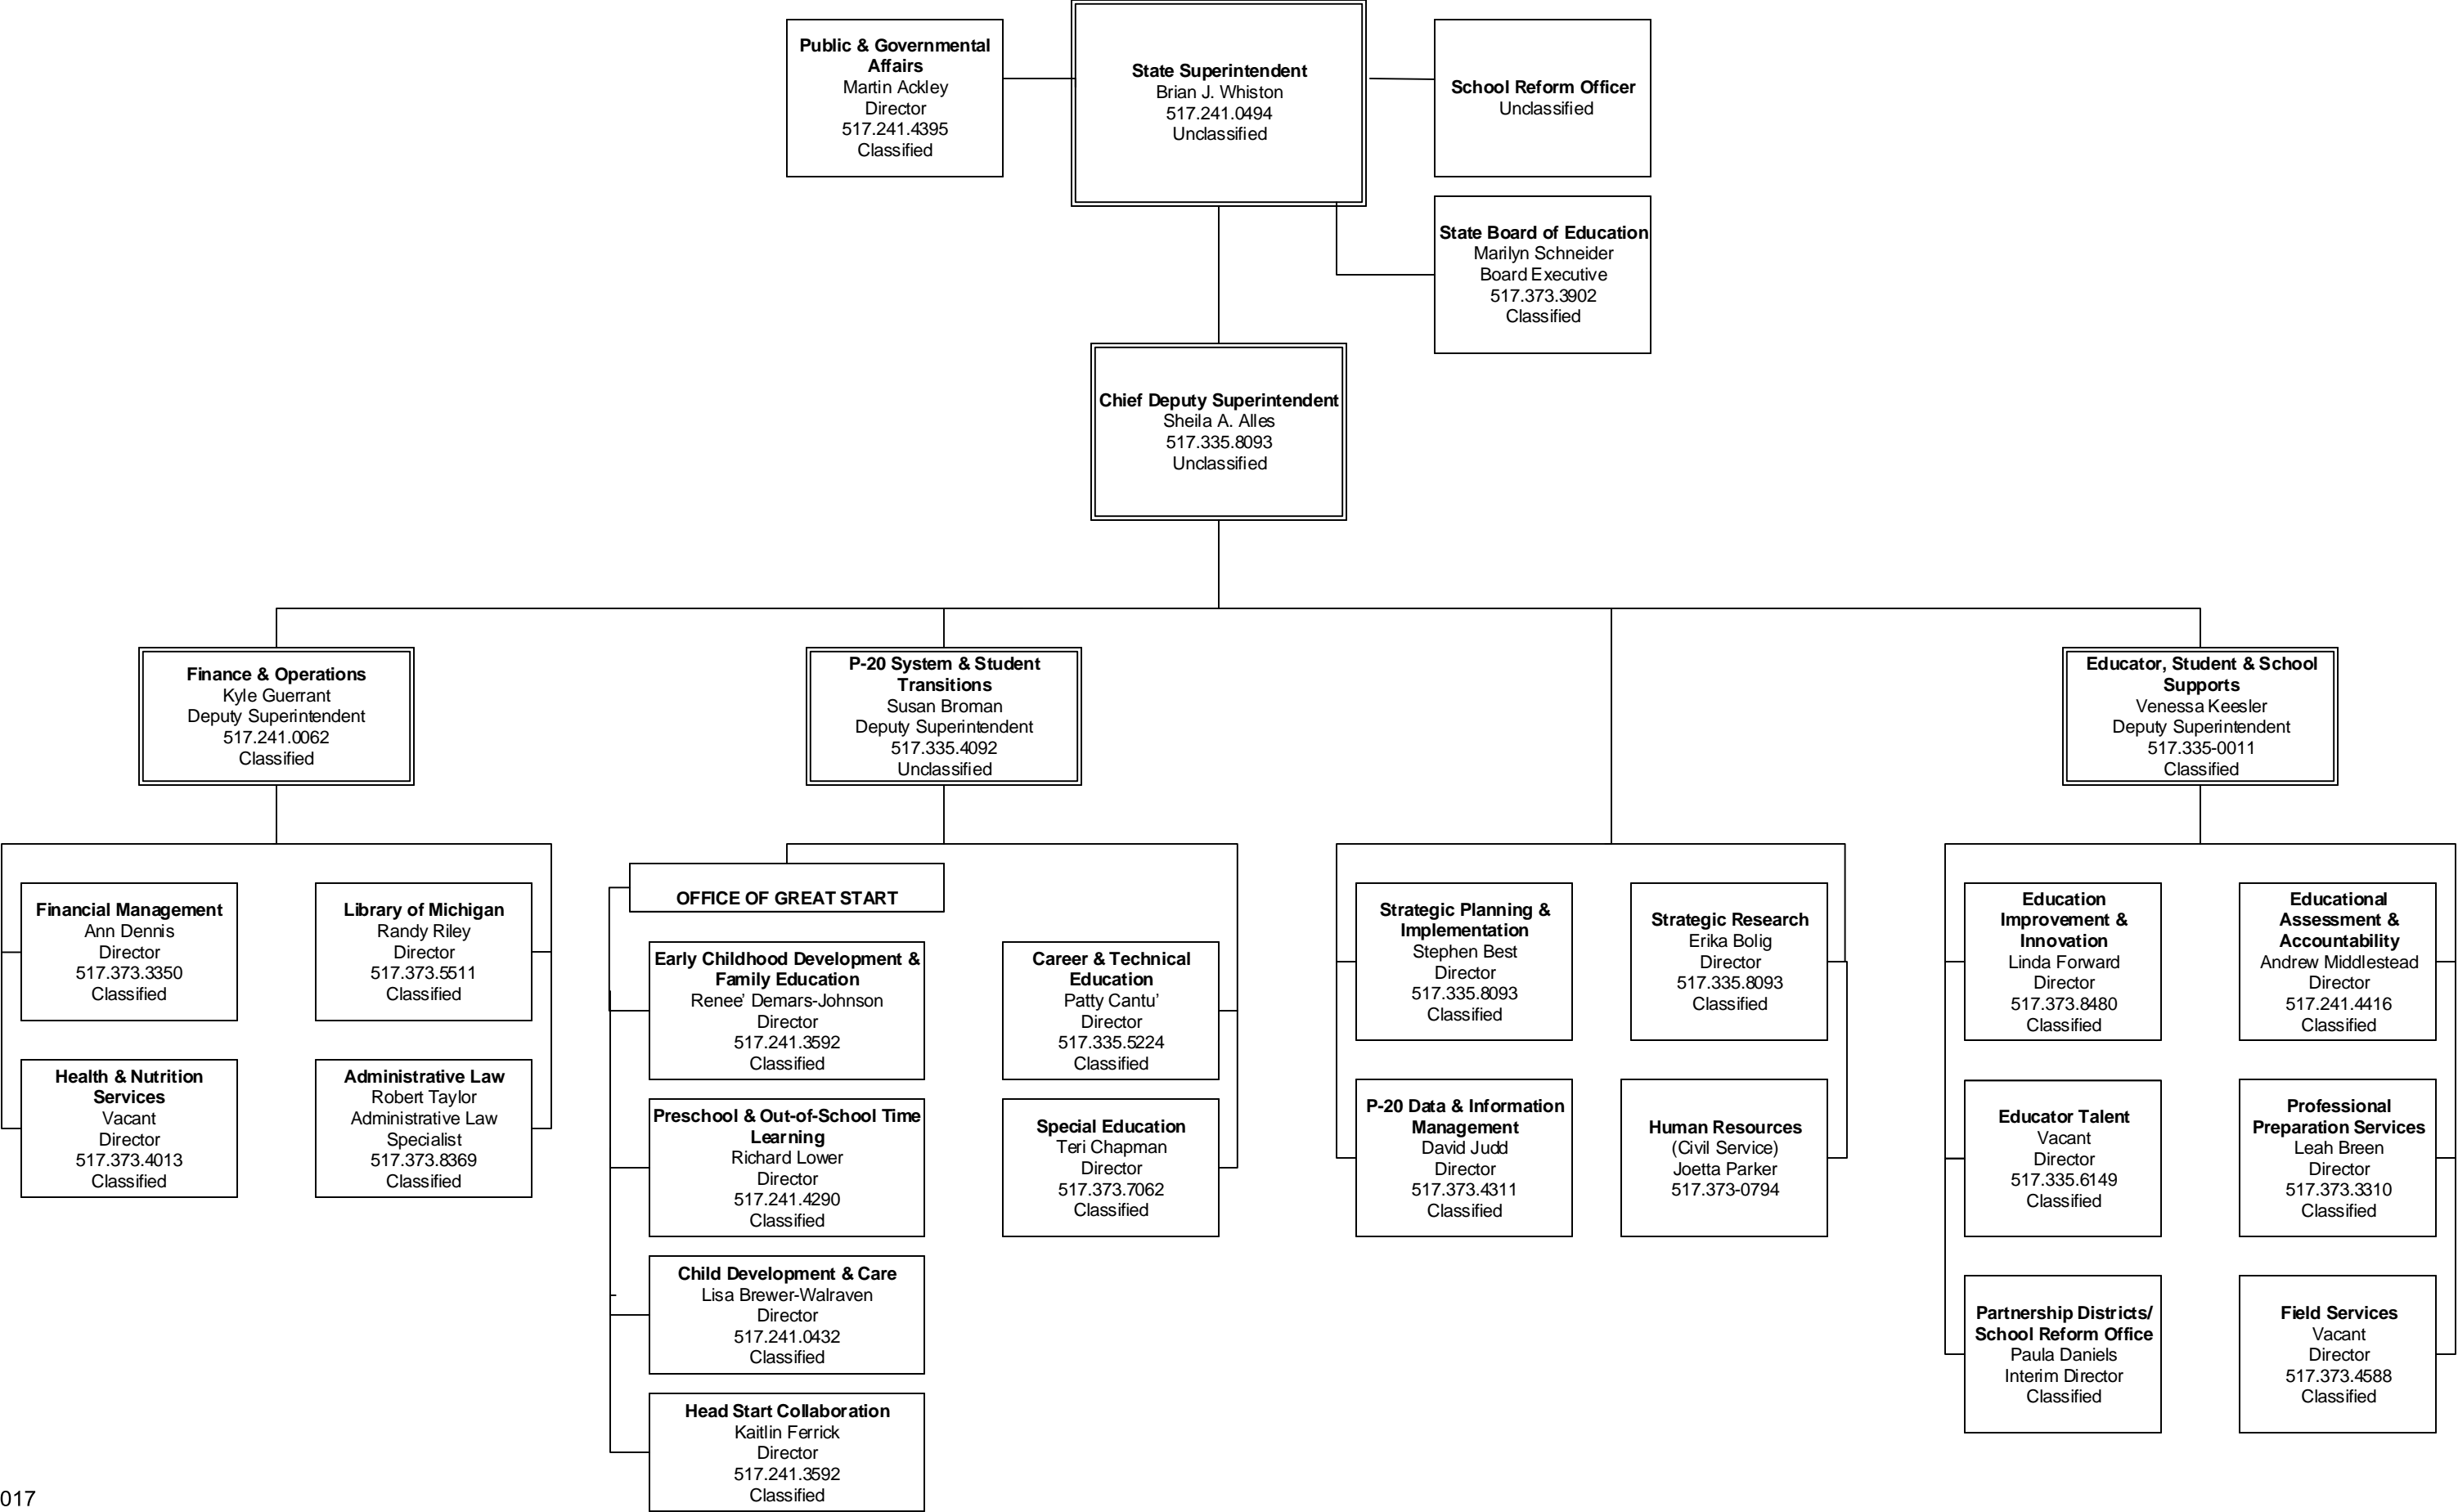 Public & Governmental
Affairs
Martin Ackley
Director
517.241.4395
Classified
State Superintendent
Brian J. Whiston
517.241.0494
Unclassified
School Reform Officer
Unclassified
State Board of Education
Marilyn Schneider
Board Executive
517.373.3902
Classified
Chief Deputy Superintendent
Sheila A. Alles
517.335.8093
Unclassified
Finance & Operations
Kyle Guerrant
Deputy Superintendent
517.241.0062
Classified
P-20 System & Student
Transitions
Susan Broman
Deputy Superintendent
517.335.4092
Unclassified
Educator, Student & School
Supports
Venessa Keesler
Deputy Superintendent
517.335-0011
Classified
Financial Management
Ann Dennis
Director
517.373.3350
Classified
Library of Michigan
Randy Riley
Director
517.373.5511
Classified
Health & Nutrition
Services
Vacant
Director
517.373.4013
Classified
Administrative Law
Robert Taylor
Administrative Law
Specialist
517.373.8369
Classified
OFFICE OF GREAT START
Early Childhood Development &
Family Education
Renee’ Demars-Johnson
Director
517.241.3592
Classified
Career & Technical
Education
Patty Cantu’
Director
517.335.5224
Classified
Preschool & Out-of-School Time
Learning
Richard Lower
Director
517.241.4290
Classified
Special Education
Teri Chapman
Director
517.373.7062
Classified
Child Development & Care
Lisa Brewer-Walraven
Director
517.241.0432
Classified
Head Start Collaboration
Kaitlin Ferrick
Director
517.241.3592
Classified
Strategic Planning &
Implementation
Stephen Best
Director
517.335.8093
Classified
Strategic Research
Erika Bolig
Director
517.335.8093
Classified
P-20 Data & Information
Management
David Judd
Director
517.373.4311
Classified
Human Resources
(Civil Service)
Joetta Parker
517.373-0794
Education
Improvement &
Innovation
Linda Forward
Director
517.373.8480
Classified
Educational
Assessment &
Accountability
Andrew Middlestead
Director
517.241.4416
Classified
Educator Talent
Vacant
Director
517.335.6149
Classified
Professional
Preparation Services
Leah Breen
Director
517.373.3310
Classified
Partnership Districts/
School Reform Office
Paula Daniels
Interim Director
Classified
Field Services
Vacant
Director
517.373.4588
Classified
017